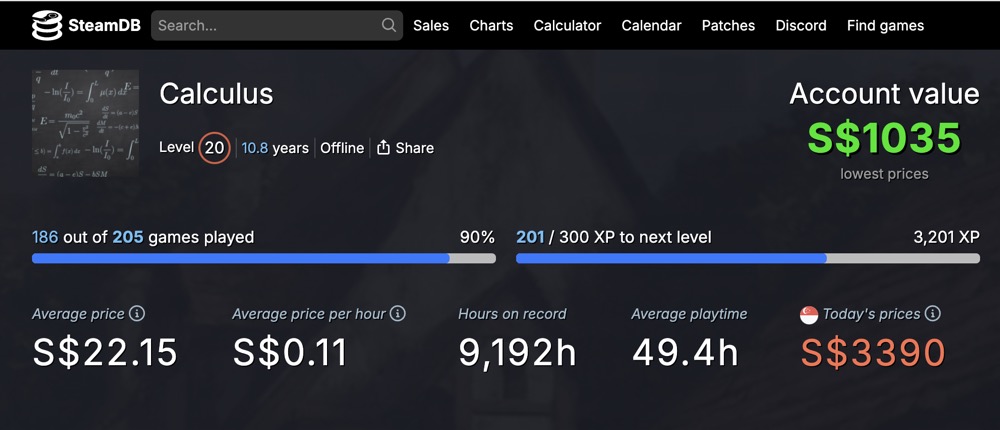 SteamDB Search... Sales Charts Calculator Calendar Patches Discord Find games
Calculus
Level 20 10.8 years Offline Share
Account value
S$1035
lowest prices
186 out of 205 games played 90%
201 / 300 XP to next level 3,201 XP
Average price Average price per hour Hours on record Average playtime Today's prices
S$22.15 S$0.11 9,192h 49.4h S$3390